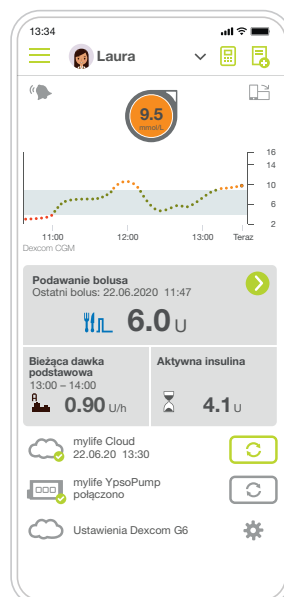 13:34
Laura
9.5
mmol/L
16
14
10
6
2
11:00 12:00 13:00 Teraz
Dexcom CGM
Podawanie bolusa
Ostatni bolus: 22.06.2020 11:47
6.0 U
Bieżąca dawka
podstawowa
13:00 – 14:00
A
0.90 U/h
Aktywna insulina
4.1 U
mylife Cloud
22.06.20 13:30
mylife YpsoPump
połączono
Ustawienia Dexcom G6